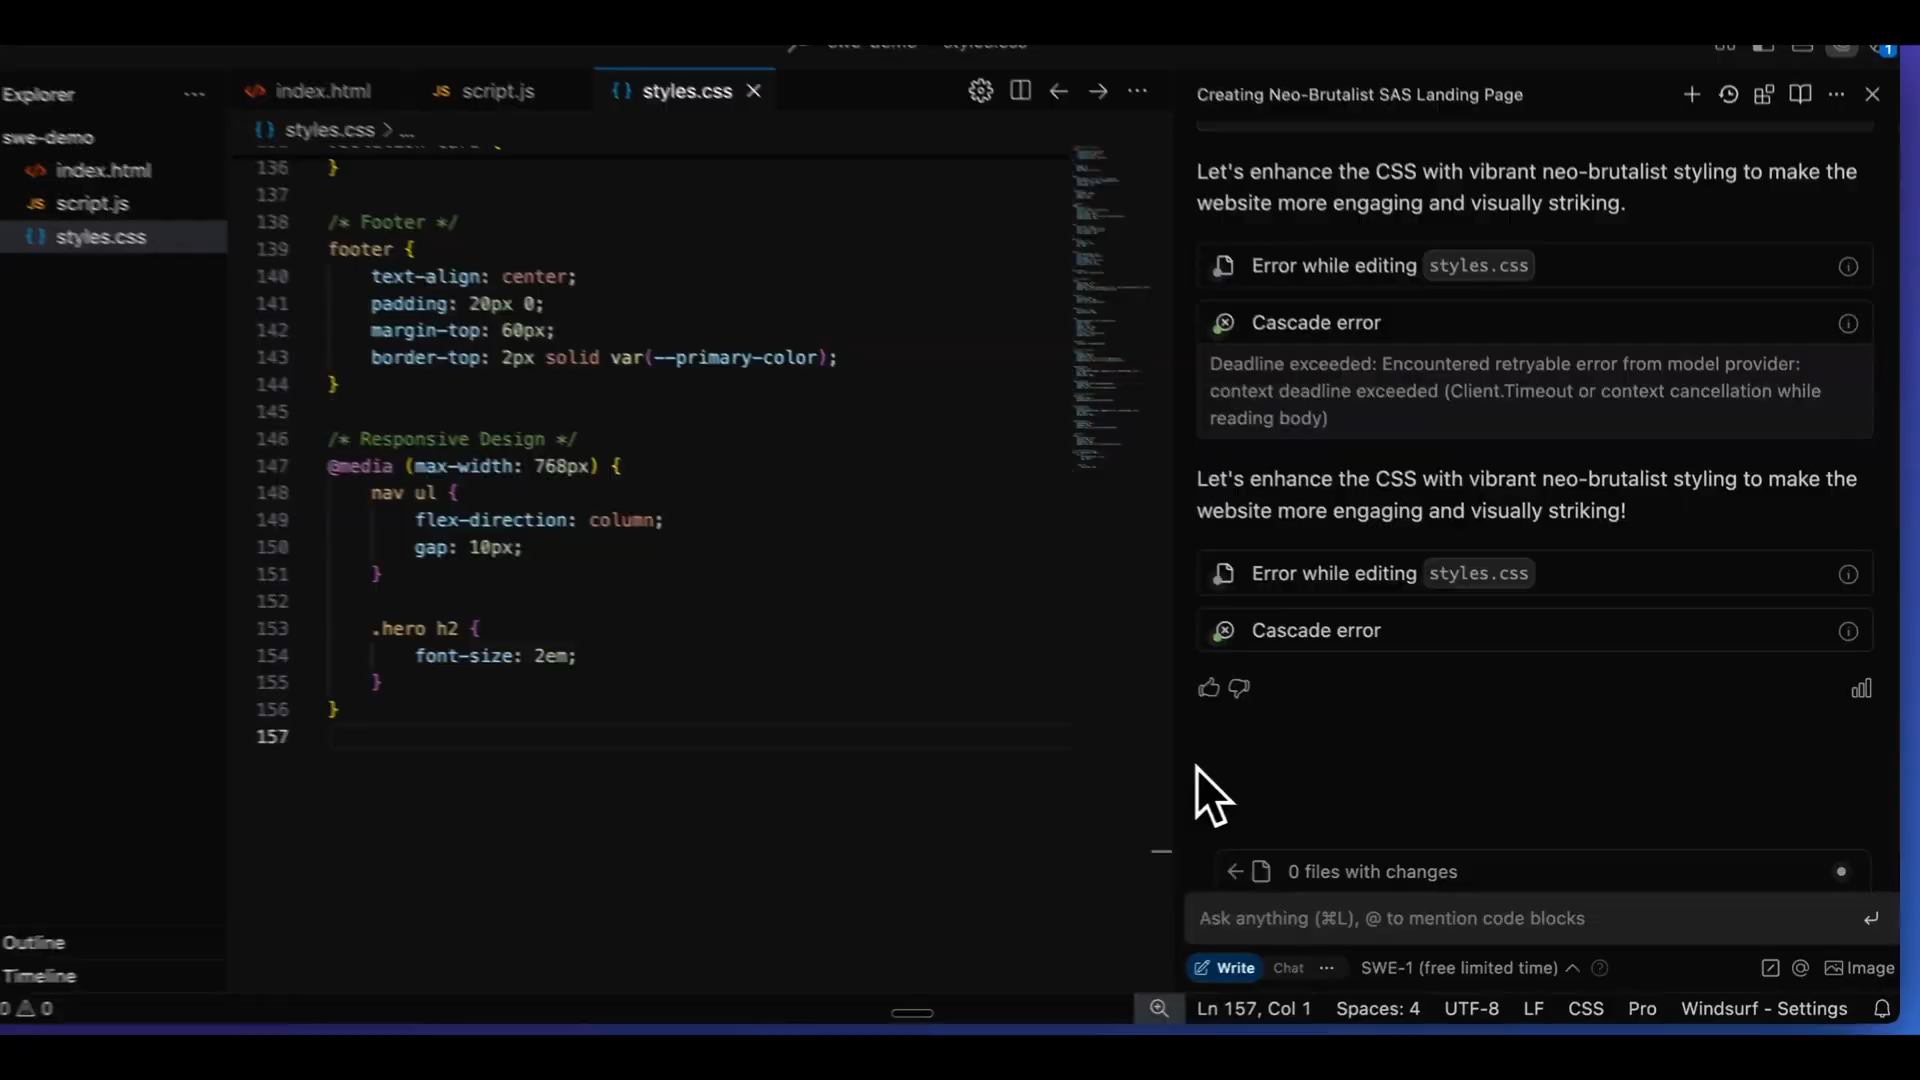 Explorer
swe-demo
index.html
script.js
styles.css
Outline
Timeline
0 0
index.html
JS script.js
{} styles.css
{} styles.css > ...
136 }
137
138 /* Footer */
139 footer {
140 text-align: center;
141 padding: 20px 0;
142 margin-top: 60px;
143 border-top: 2px solid var(--primary-color);
144 }
145
146 /* Responsive Design */
147 @media (max-width: 768px) {
148 nav ul {
149 flex-direction: column;
150 gap: 10px;
151 }
152
153 .hero h2 {
154 font-size: 2em;
155 }
156 }
157
1
Creating Neo-Brutalist SAS Landing Page
Let's enhance the CSS with vibrant neo-brutalist styling to make the
website more engaging and visually striking.
Error while editing styles.css
Cascade error
Deadline exceeded: Encountered retryable error from model provider:
context deadline exceeded (Client.Timeout or context cancellation while
reading body)
Let's enhance the CSS with vibrant neo-brutalist styling to make the
website more engaging and visually striking!
Error while editing styles.css
Cascade error
0 files with changes
Ask anything (⌘L), @ to mention code blocks
Write Chat ... SWE-1 (free limited time) Image
Ln 157, Col 1 Spaces: 4 UTF-8 LF CSS Pro Windsurf - Settings